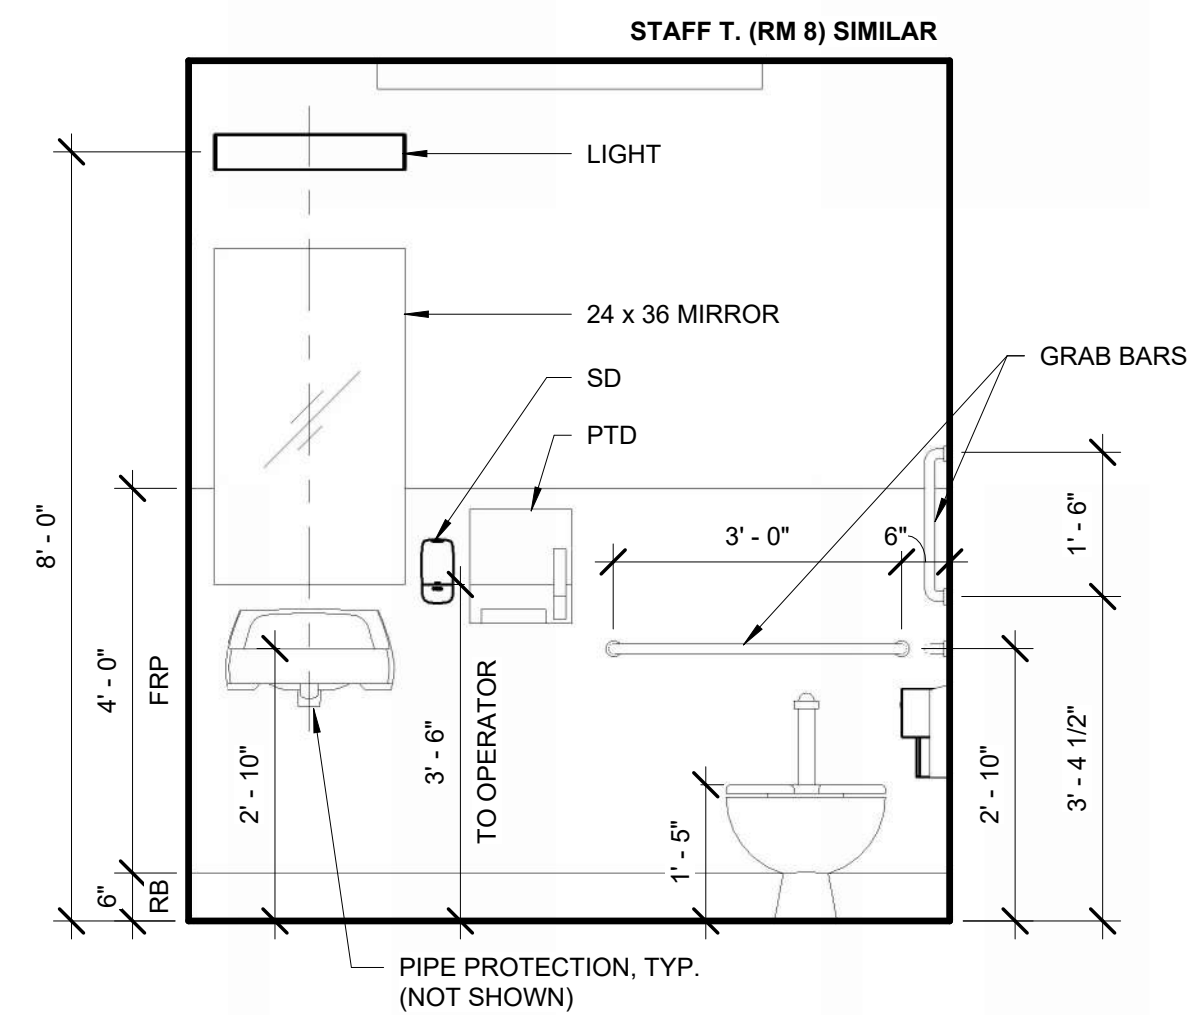 STAFF T. (RM 8) SIMILAR
LIGHT
24 x 36 MIRROR
SD
GRAB BARS
PTD
8' - 0"
4' - 0"
FRP
6"
RB
2' - 10"
3' - 6"
TO OPERATOR
3' - 0"
6"
1' - 5"
1' - 6"
2' - 10"
3' - 4 1/2"
PIPE PROTECTION, TYP.
(NOT SHOWN)